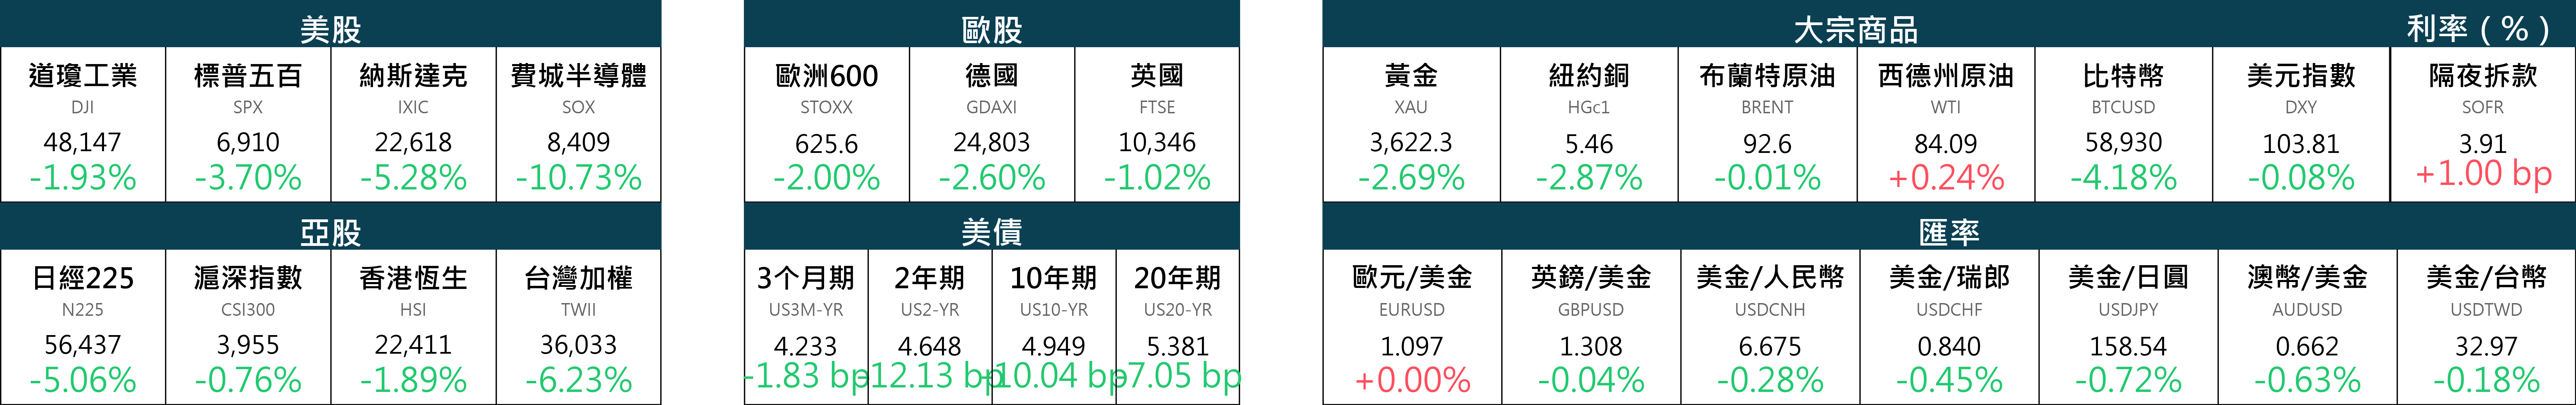 美股
道瓊工業 標普五百 納斯達克 費城半導體
DJI SPX IXIC SOX
48,147 6,910 22,618 8,409
-1.93% -3.70% -5.28% -10.73%
亞股
日經225 滬深指數 香港恆生 台灣加權
N225 CSI300 HSI TWII
56,437 3,955 22,411 36,033
-5.06% -0.76% -1.89% -6.23%
歐股
歐洲600 德國 英國
STOXX GDAXI FTSE
625.6 24,803 10,346
-2.00% -2.60% -1.02%
美債
3个月期 2年期 10年期 20年期
US3M-YR US2-YR US10-YR US20-YR
4.233 4.648 4.949 5.381
-1.83 bp -12.13 bp -10.04 bp -7.05 bp
大宗商品 利率（%）
黃金 紐約銅 布蘭特原油 西德州原油 比特幣 美元指數 隔夜拆款
XAU HGc1 BRENT WTI BTCUSD DXY SOFR
3,622.3 5.46 92.6 84.09 58,930 103.81 3.91
-2.69% -2.87% -0.01% +0.24% -4.18% -0.08% +1.00 bp
匯率
歐元/美金 英鎊/美金 美金/人民幣 美金/瑞郎 美金/日圓 澳幣/美金 美金/台幣
EURUSD GBPUSD USDCNH USDCHF USDJPY AUDUSD USDTWD
1.097 1.308 6.675 0.840 158.54 0.662 32.97
+0.00% -0.04% -0.28% -0.45% -0.72% -0.63% -0.18%